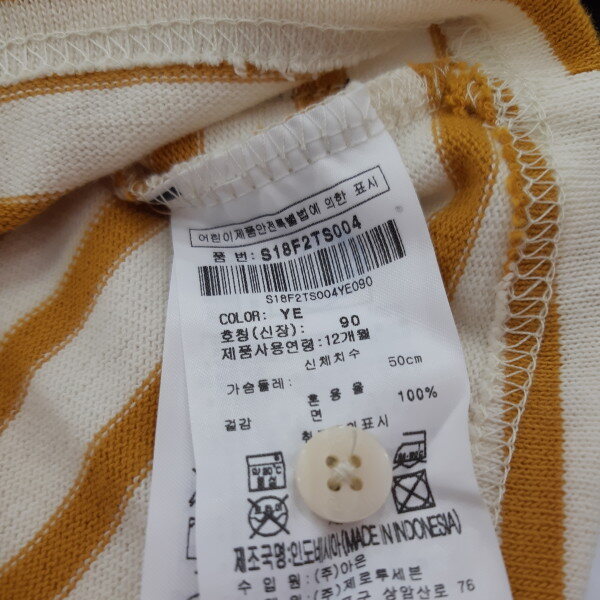 어린이제품안전특별법에 의한 표시
품 번: S18F2TS004
S18F2TS004YE090
COLOR: YE
호칭(신장): 90
제품사용연령:12개월
신체치수
가슴둘레: 50cm
혼 용 율
겉감 면 100%
표시
제조국명:인도네시아(MADE IN INDONESIA)
수 입 원 : (주)아은
(주)제로투세븐
상암산로 76